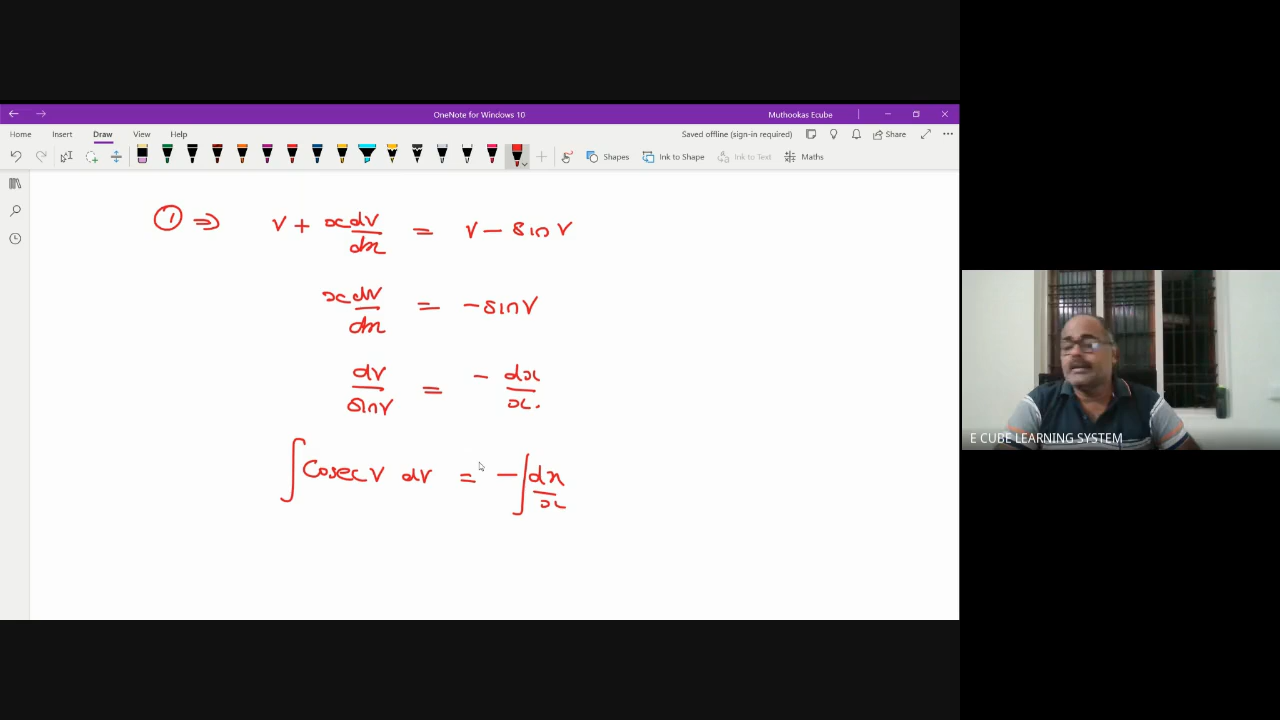 OneNote for Windows 10
Muthookas Ecube
Home Insert Draw View Help
Saved offline (sign-in required)
Share
Shapes
Ink to Shape
Ink to Text
Maths
① ⇒ v + x dv/dx = v - sin v
x dv/dx = - sin v
dv/sin v = - dx/x.
∫ Cosec v dv = - ∫ dx/x
E CUBE LEARNING SYSTEM